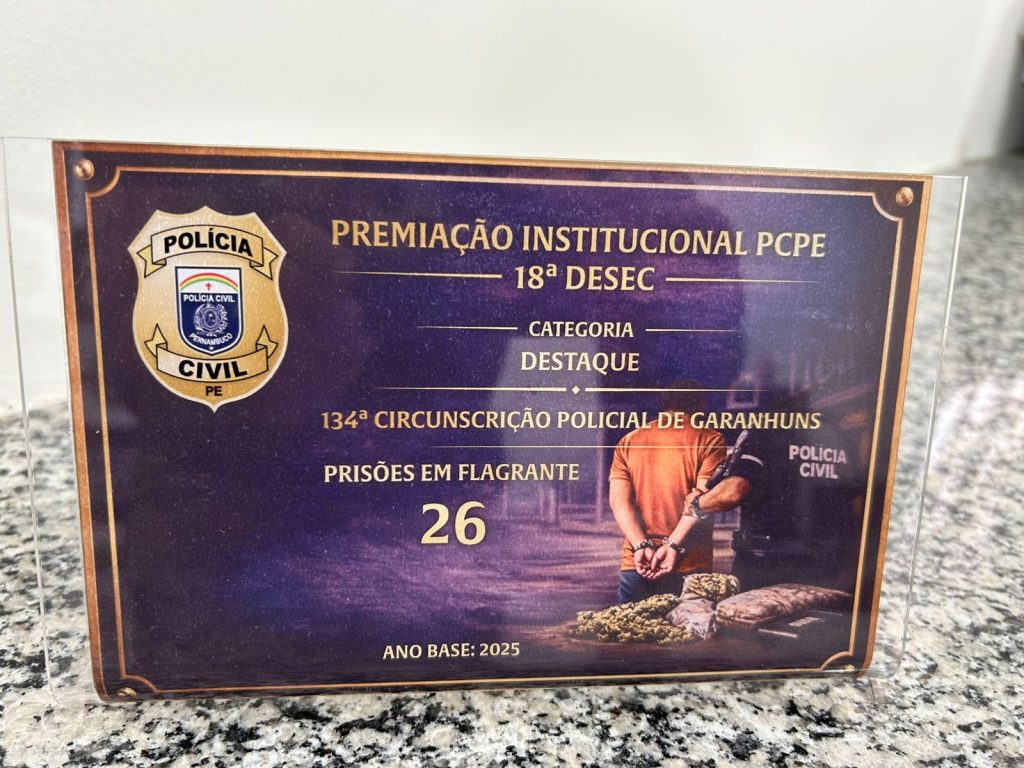 POLÍCIA
POLÍCIA CIVIL
PERNAMBUCO
CIVIL
PE
PREMIAÇÃO INSTITUCIONAL PCPE
18ª DESEC
CATEGORIA
DESTAQUE
134ª CIRCUNSCRIÇÃO POLICIAL DE GARANHUNS
PRISÕES EM FLAGRANTE
26
POLÍCIA
CIVIL
ANO BASE: 2025